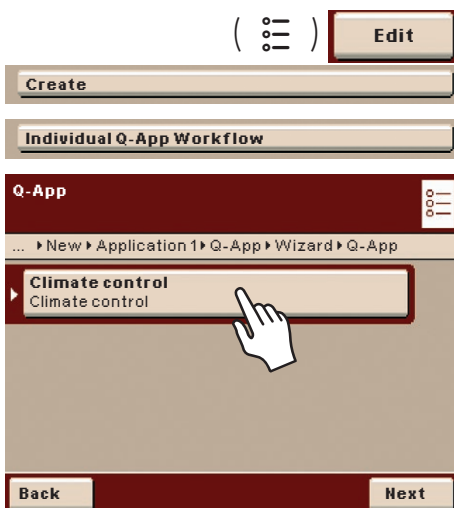 ( ) Edit
Create
Individual Q-App Workflow
Q-App
... New Application 1 Q-App Wizard Q-App
Climate control
Climate control
Back Next